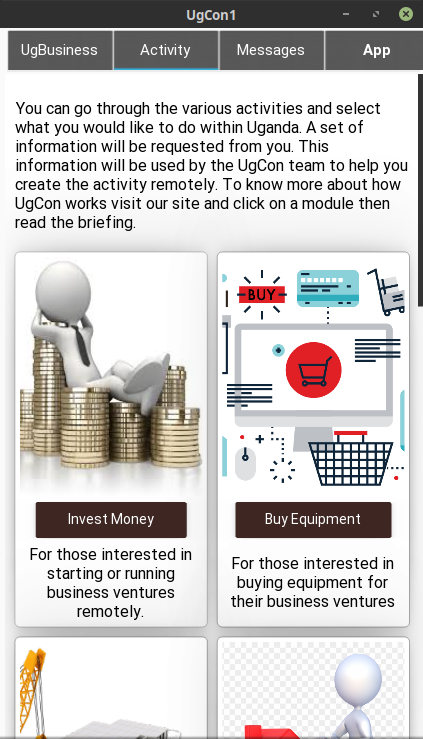 UgCon1
UgBusiness Activity Messages App
You can go through the various activities and select
what you would like to do within Uganda. A set of
information will be requested from you. This
information will be used by the UgCon team to help you
create the activity remotely. To know more about how
UgCon works visit our site and click on a module then
read the briefing.
BUY
Invest Money
For those interested in
starting or running
business ventures
remotely.
Buy Equipment
For those interested in
buying equipment for
their business ventures